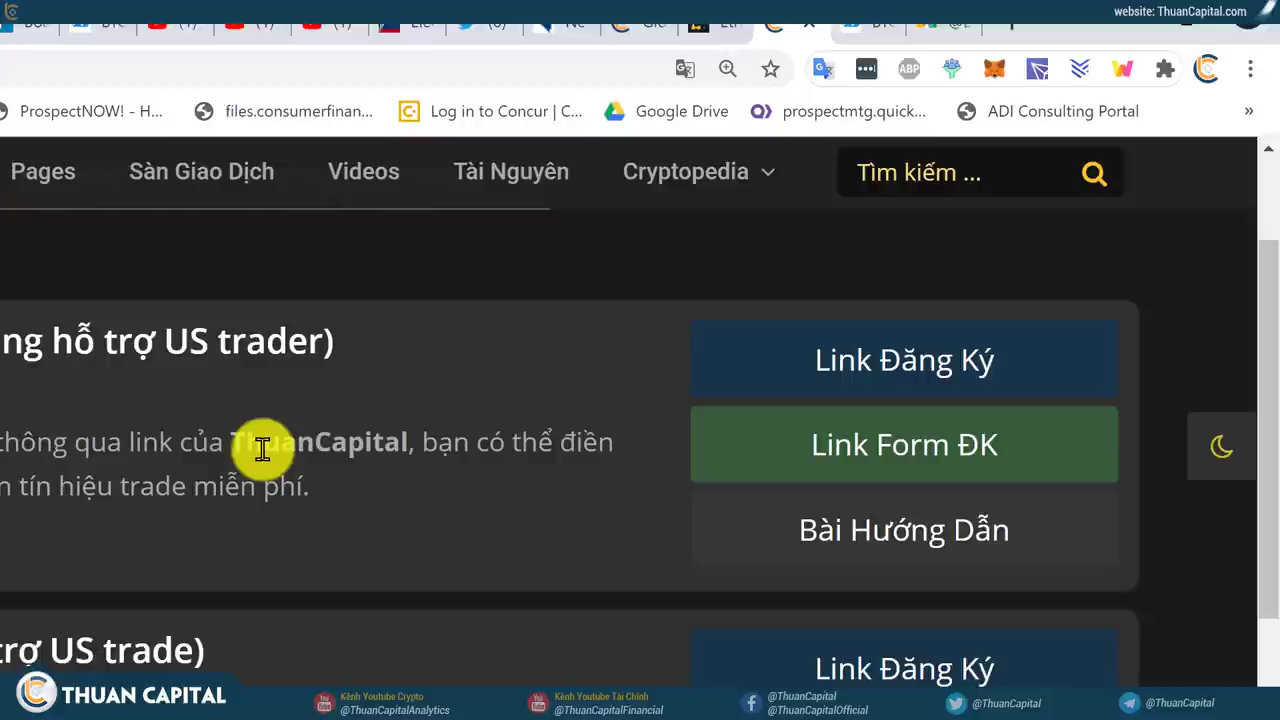 website: ThuanCapital.com
ProspectNOW! - H...
files.consumerfinan...
Log in to Concur | C...
Google Drive
prospectmtg.quick...
ADI Consulting Portal
»
Pages
Sàn Giao Dịch
Videos
Tài Nguyên
Cryptopedia
Tìm kiếm ...
ng hỗ trợ US trader)
Link Đăng Ký
thông qua link của ThuanCapital, bạn có thể điền
Link Form ĐK
n tín hiệu trade miễn phí.
Bài Hướng Dẫn
trợ US trade)
Link Đăng Ký
THUAN CAPITAL
Kênh Youtube Crypto
@ThuanCapitalAnalytics
Kênh Youtube Tài Chính
@ThuanCapitalFinancial
@ThuanCapital
@ThuanCapitalOfficial
@ThuanCapital
@ThuanCapital